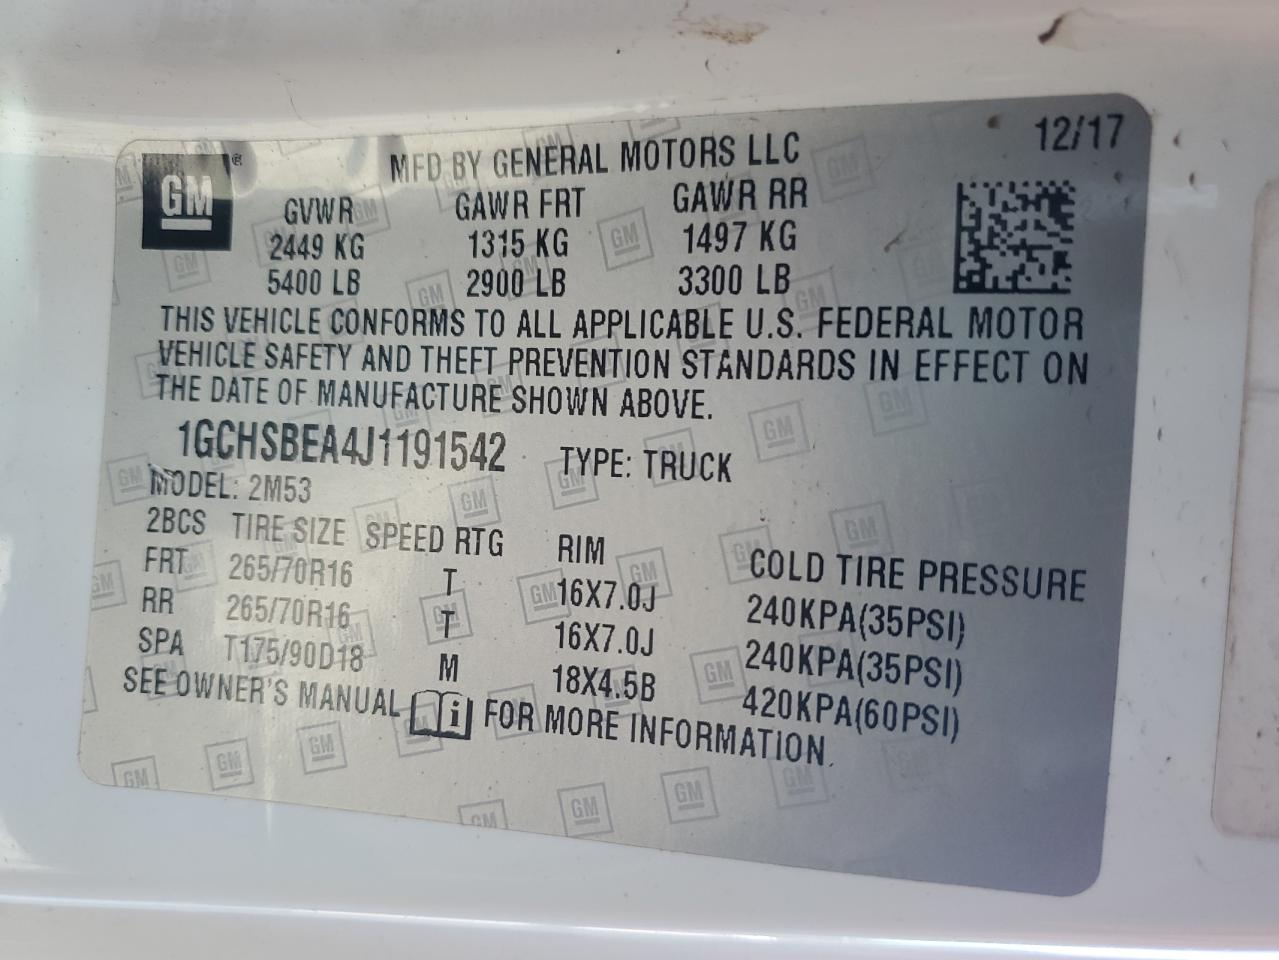 12/17
GM ®
MFD BY GENERAL MOTORS LLC
GVWR GAWR FRT GAWR RR
2449 KG 1315 KG 1497 KG
5400 LB 2900 LB 3300 LB
THIS VEHICLE CONFORMS TO ALL APPLICABLE U.S. FEDERAL MOTOR
VEHICLE SAFETY AND THEFT PREVENTION STANDARDS IN EFFECT ON
THE DATE OF MANUFACTURE SHOWN ABOVE.
1GCHSBEA4J1191542 TYPE: TRUCK
MODEL: 2M53
2BCS TIRE SIZE SPEED RTG RIM COLD TIRE PRESSURE
FRT 265/70R16 T 16X7.0J 240KPA(35PSI)
RR 265/70R16 T 16X7.0J 240KPA(35PSI)
SPA T175/90D18 M 18X4.5B 420KPA(60PSI)
SEE OWNER'S MANUAL i FOR MORE INFORMATION.